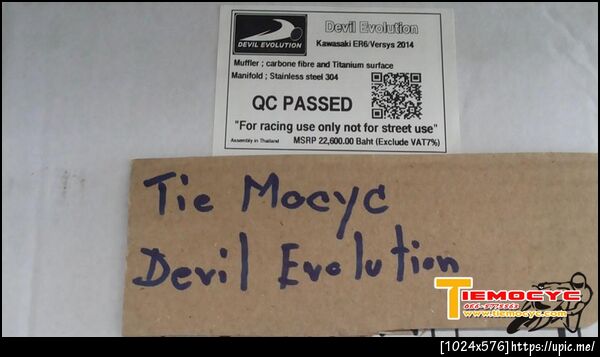 DEVIL EVOLUTION
Devil Evolution
Kawasaki ER6/Versys 2014
Muffler ; carbone fibre and Titanium surface
Manifold ; Stainless steel 304
QC PASSED
"For racing use only not for street use"
Assembly in Thailand
MSRP 22,600.00 Baht (Exclude VAT7%)
Tie Mocyc
Devil Evolution
TIEMOCYC
www.tiemocyc.com
[1024x576]https://upic.me/